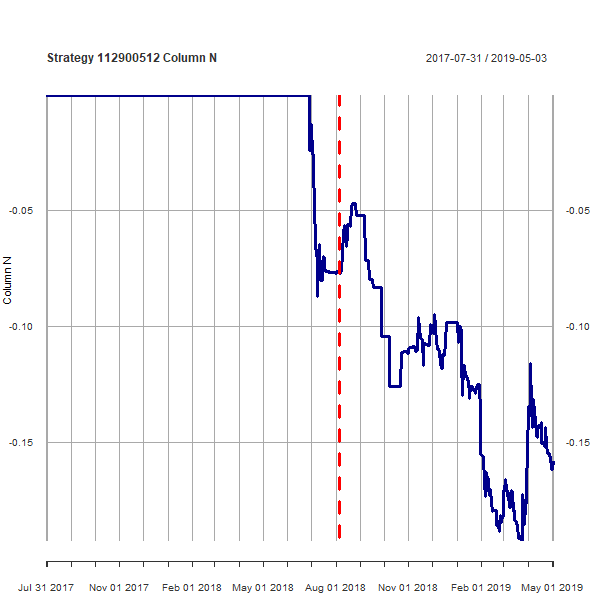 Strategy 112900512 Column N
2017-07-31 / 2019-05-03
-0.05 -0.05
-0.10 -0.10
-0.15 -0.15
Column N
Jul 31 2017 Nov 01 2017 Feb 01 2018 May 01 2018 Aug 01 2018 Nov 01 2018 Feb 01 2019 May 01 2019